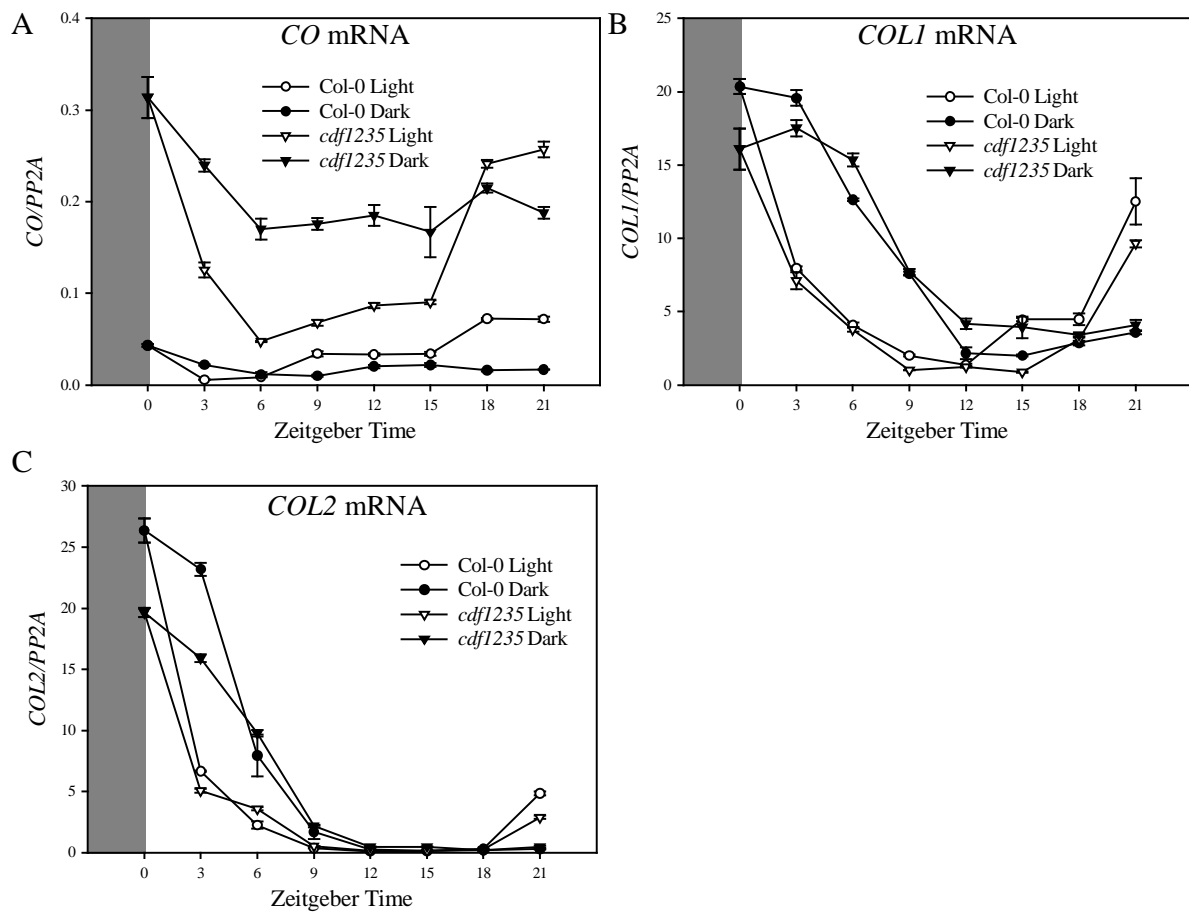 A
CO mRNA
Col-0 Light
Col-0 Dark
cdf1235 Light
cdf1235 Dark
CO/PP2A
0.4
0.3
0.2
0.1
0.0
0 3 6 9 12 15 18 21
Zeitgeber Time
B
COL1 mRNA
Col-0 Light
Col-0 Dark
cdf1235 Light
cdf1235 Dark
COL1/PP2A
25
20
15
10
5
0
0 3 6 9 12 15 18 21
Zeitgeber Time
C
COL2 mRNA
Col-0 Light
Col-0 Dark
cdf1235 Light
cdf1235 Dark
COL2/PP2A
30
25
20
15
10
5
0
0 3 6 9 12 15 18 21
Zeitgeber Time